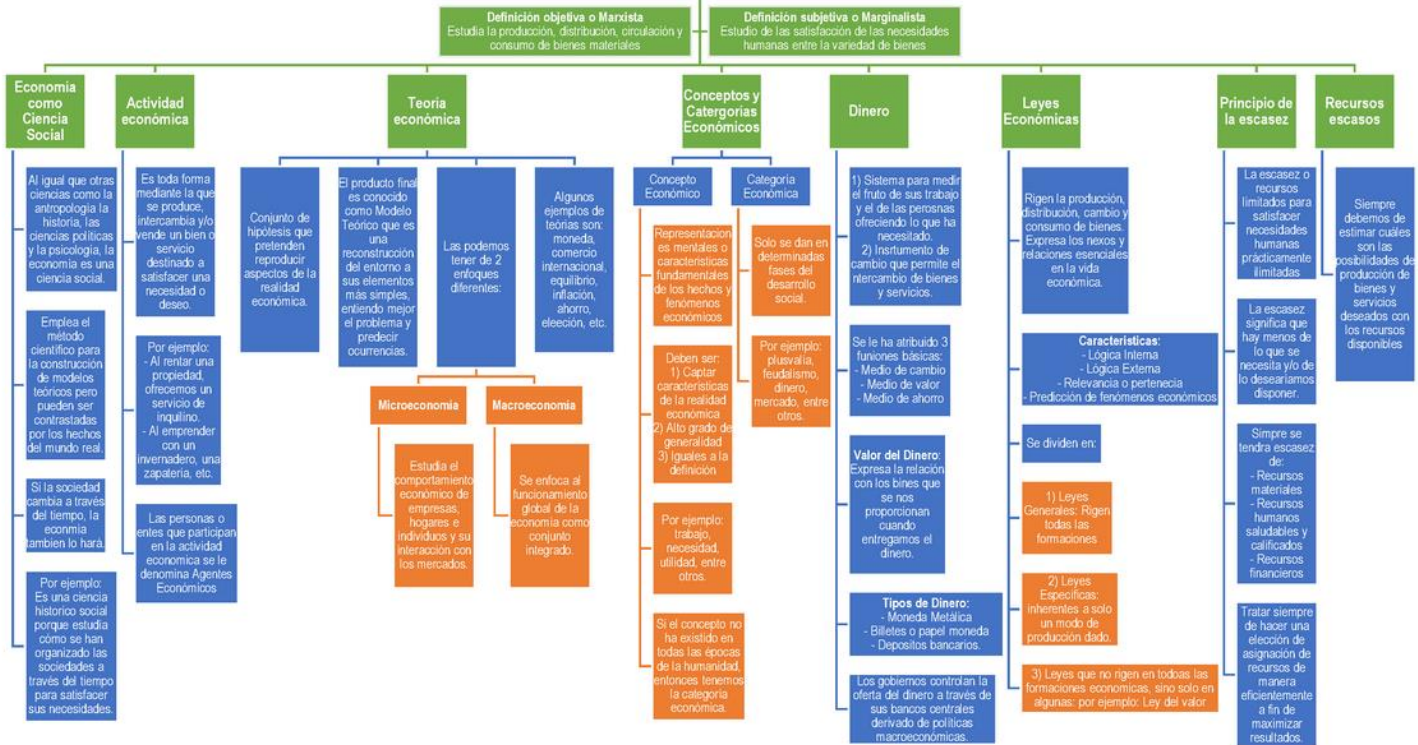 Definición objetiva o Marxista
Estudia la producción, distribución, circulación y
consumo de bienes materiales
Definición subjetiva o Marginalista
Estudio de las satisfacción de las necesidades
humanas entre la variedad de bienes
Economía
como
Ciencia
Social
Al igual que otras
ciencias como la
antropología la
historia, las
ciencias políticas
y la psicología, la
economía es una
ciencia social.
Emplea el
método
científico para
la construcción
de modelos
teóricos pero
pueden ser
contrastadas
por los hechos
del mundo real.
Si la sociedad
cambia a través
del tiempo, la
econmia
tambien lo hará.
Por ejemplo:
Es una ciencia
historico social
porque estudía
cómo se han
organizado las
sociedades a
través del tiempo
para satisfacer
sus necesidades.
Actividad
económica
Es toda forma
mediante la que
se produce,
intercambia y/o
vende un bien o
servicio
destinado a
satisfacer una
necesidad o
deseo.
Por ejemplo:
- Al rentar una
propiedad,
ofrecemos un
servicio de
inquilino.
- Al emprender
con un
invernadero, una
zapatería, etc.
Las personas o
entes que participan
en la actividad
economica se le
denomina Agentes
Económicos
Teoría
económica
Conjunto de
hipótesis que
pretenden
reproducir
aspectos de la
realidad
económica.
El producto final
es conocido
como Modelo
Teórico que es
una
reconstrucción
del entorno a
sus elementos
más simples,
entiendo mejor
el problema y
predecir
ocurrencias.
Las podemos
tener de 2
enfoques
diferentes:
Microeconomía
Estudia el
comportamiento
económico de
empresas,
hogares e
individuos y su
interacción con
los mercados.
Macroeconomía
Se enfoca al
funcionamiento
global de la
economía como
conjunto
integrado.
Algunos
ejemplos de
teórías son:
moneda,
comercio
internacional,
equilibrio,
inflación,
ahorro,
eleección, etc.
Conceptos y
Catergorías
Económicos
Concepto
Económico
Representacion
es mentales o
características
fundamentales
de los hechos y
fenómenos
económicos
Deben ser:
1) Captar
características
de la realidad
económica
2) Alto grado de
generalidad
3) Iguales a la
definición
Por ejemplo:
trabajo,
necesidad,
utilidad, entre
otros.
Si el concepto no
ha existido en
todas las épocas
de la humanidad,
entonces tenemos
la categoria
económica.
Categoría
Económica
Solo se dan en
determinadas
fases del
desarrollo
social.
Por ejemplo:
plusvalía,
feudalismo,
dinero,
mercado, entre
otros.
Dinero
1) Sistema para medir
el fruto de sus trabajo
y el de las perosnas
ofreciendo lo que ha
necesitado.
2) Insrtumento de
cambio que permite el
intercambio de bienes
y servicios.
Se le ha atribuido 3
funiones básicas:
- Medio de cambio
- Medio de valor
- Medio de ahorro
Valor del Dinero:
Expresa la relación
con los bines que
se nos
proporcionan
cuando
entregamos el
dinero.
Tipos de Dinero:
- Moneda Metálica
- Billetes o papel moneda
- Depositos bancarios.
Los gobiernos controlan la
oferta del dinero a través de
sus bancos centrales
derivado de políticas
macroeconómicas.
Leyes
Económicas
Rigen la producción,
distribución, cambio y
consumo de bienes.
Expresa los nexos y
relaciones esenciales
en la vida
económica.
Características:
- Lógica Interna
- Lógica Externa
- Relevancia o pertenecia
- Predicción de fenómenos económicos
Se dividen en:
1) Leyes
Generales: Rigen
todas las
formaciones
2) Leyes
Especificas:
inherentes a solo
un modo de
producción dado.
3) Leyes que no rigen en todoas las
formaciones economicas, sino solo en
algunas: por ejemplo: Ley del valor
Principio de
la escasez
La escasez o
recursos
limitados para
satisfacer
necesidades
humanas
prácticamente
ilimitadas
La escasez
significa que
hay menos de
lo que se
necesita y/o de
lo desearíamos
disponer.
Simpre se
tendra escasez
de:
- Recursos
materiales
- Recursos
humanos
saludables y
calificados
- Recursos
financieros
Tratar siempre
de hacer una
elección de
asignación de
recursos de
manera
eficientemente
a fin de
maximizar
resultados.
Recursos
escasos
Siempre
debemos de
estimar cuáles
son las
posibilidades de
producción de
bienes y
servicios
deseados con
los recursos
disponibles